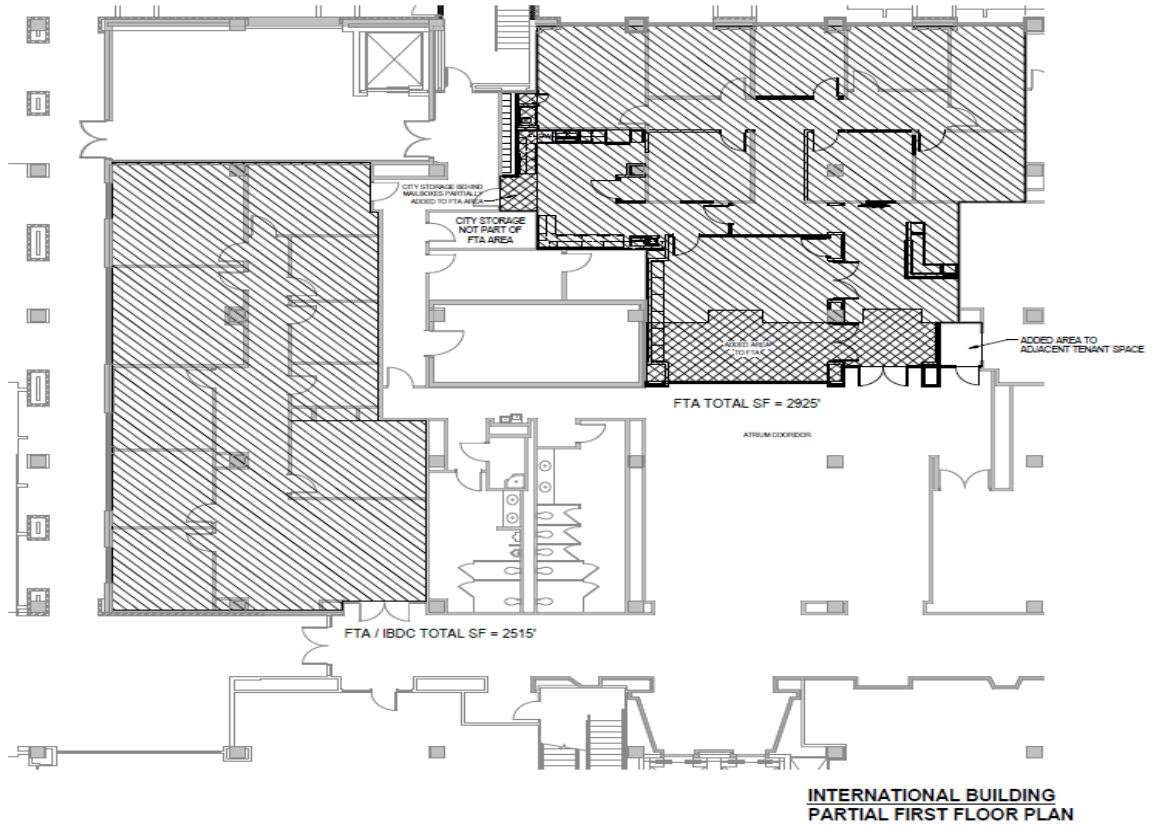 CITY STORAGE BEHIND
MAILBOXES PARTIALLY
ADDED TO FTA AREA
CITY STORAGE
NOT PART OF
FTA AREA
ADDED AREA
TO FTA
ADDED AREA TO
ADJACENT TENANT SPACE
FTA TOTAL SF = 2925'
ATRIUM COORIDOR
FTA / IBDC TOTAL SF = 2515'
INTERNATIONAL BUILDING
PARTIAL FIRST FLOOR PLAN